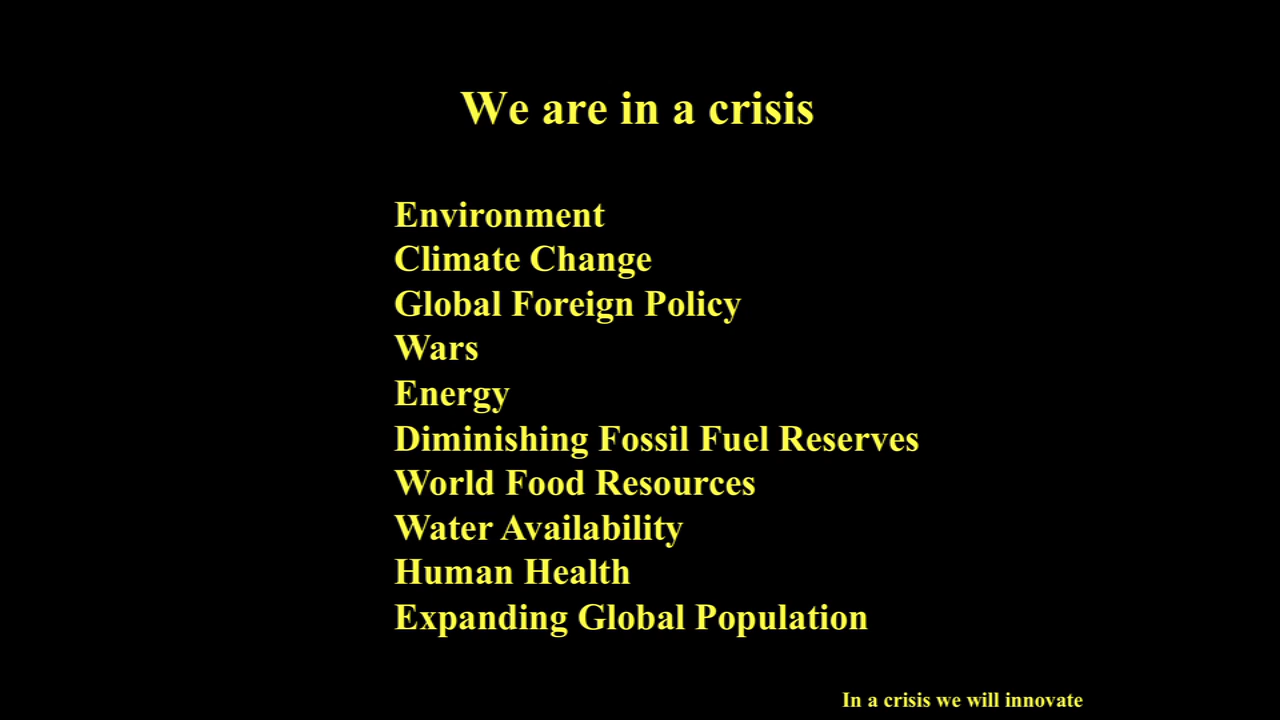 We are in a crisis
Environment
Climate Change
Global Foreign Policy
Wars
Energy
Diminishing Fossil Fuel Reserves
World Food Resources
Water Availability
Human Health
Expanding Global Population
In a crisis we will innovate